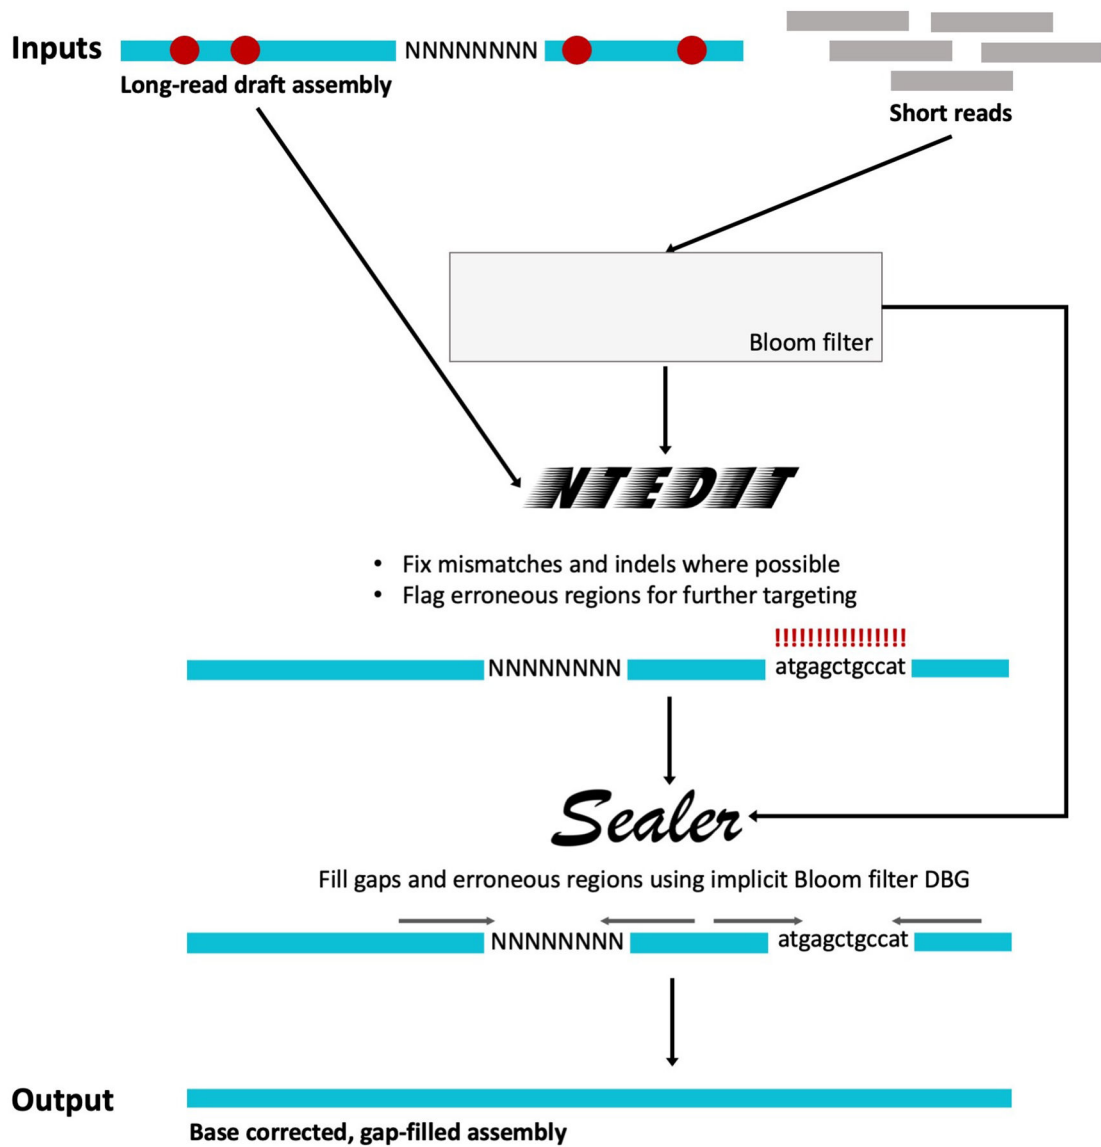 Inputs
NNNNNNNN
Long-read draft assembly
Short reads
Bloom filter
NTEDIT
• Fix mismatches and indels where possible
• Flag erroneous regions for further targeting
!!!!!!!!!!!!!!!!
NNNNNNNN
atgagctgccat
Sealer
Fill gaps and erroneous regions using implicit Bloom filter DBG
NNNNNNNN
atgagctgccat
Output
Base corrected, gap-filled assembly